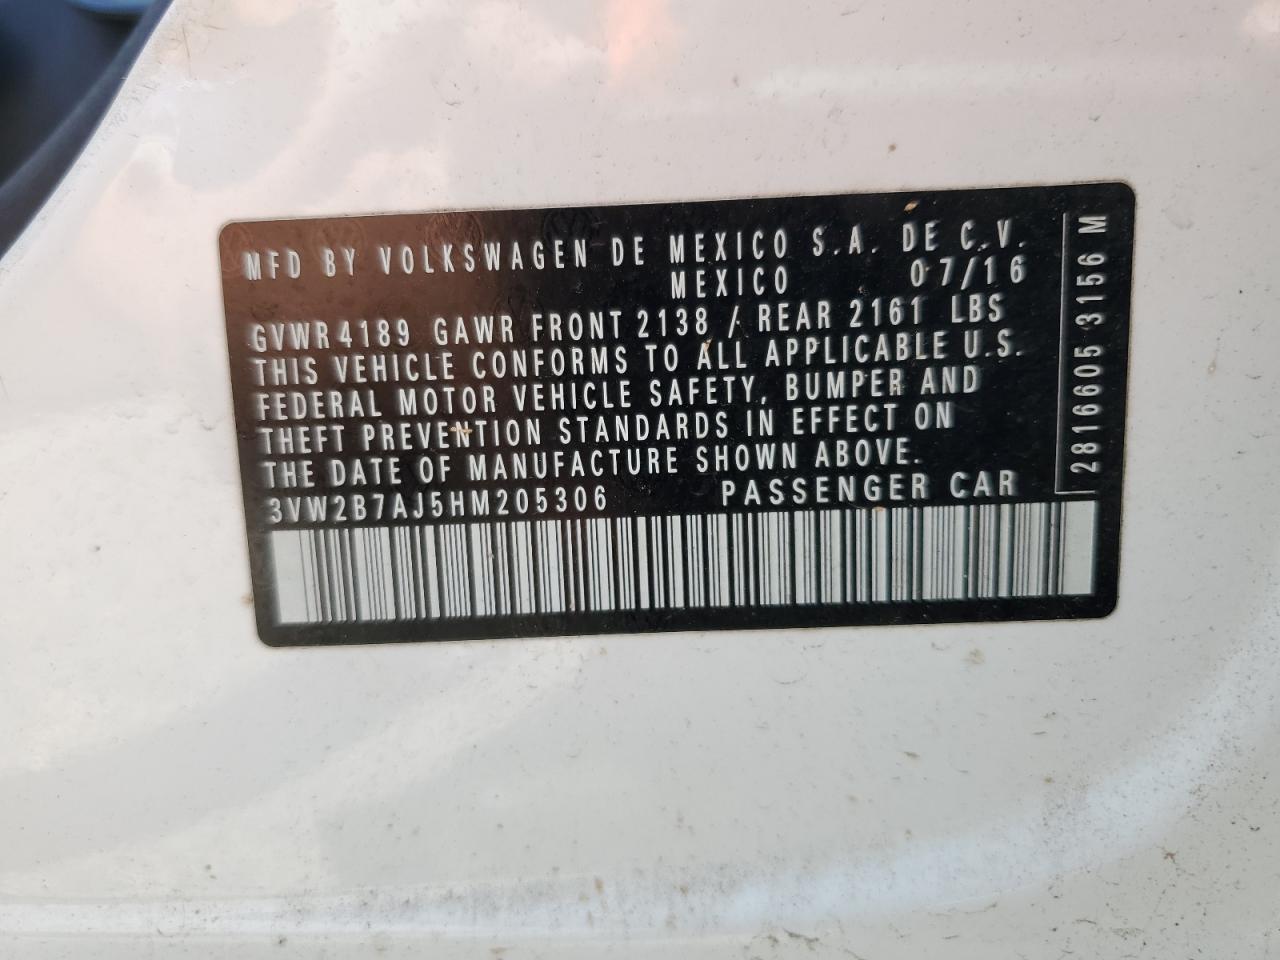 MFD BY VOLKSWAGEN DE MEXICO S.A. DE C.V.
MEXICO 07/16
GVWR 4189 GAWR FRONT 2138 / REAR 2161 LBS
THIS VEHICLE CONFORMS TO ALL APPLICABLE U.S.
FEDERAL MOTOR VEHICLE SAFETY, BUMPER AND
THEFT PREVENTION STANDARDS IN EFFECT ON
THE DATE OF MANUFACTURE SHOWN ABOVE.
3VW2B7AJ5HM205306 PASSENGER CAR
2816605 3156 M